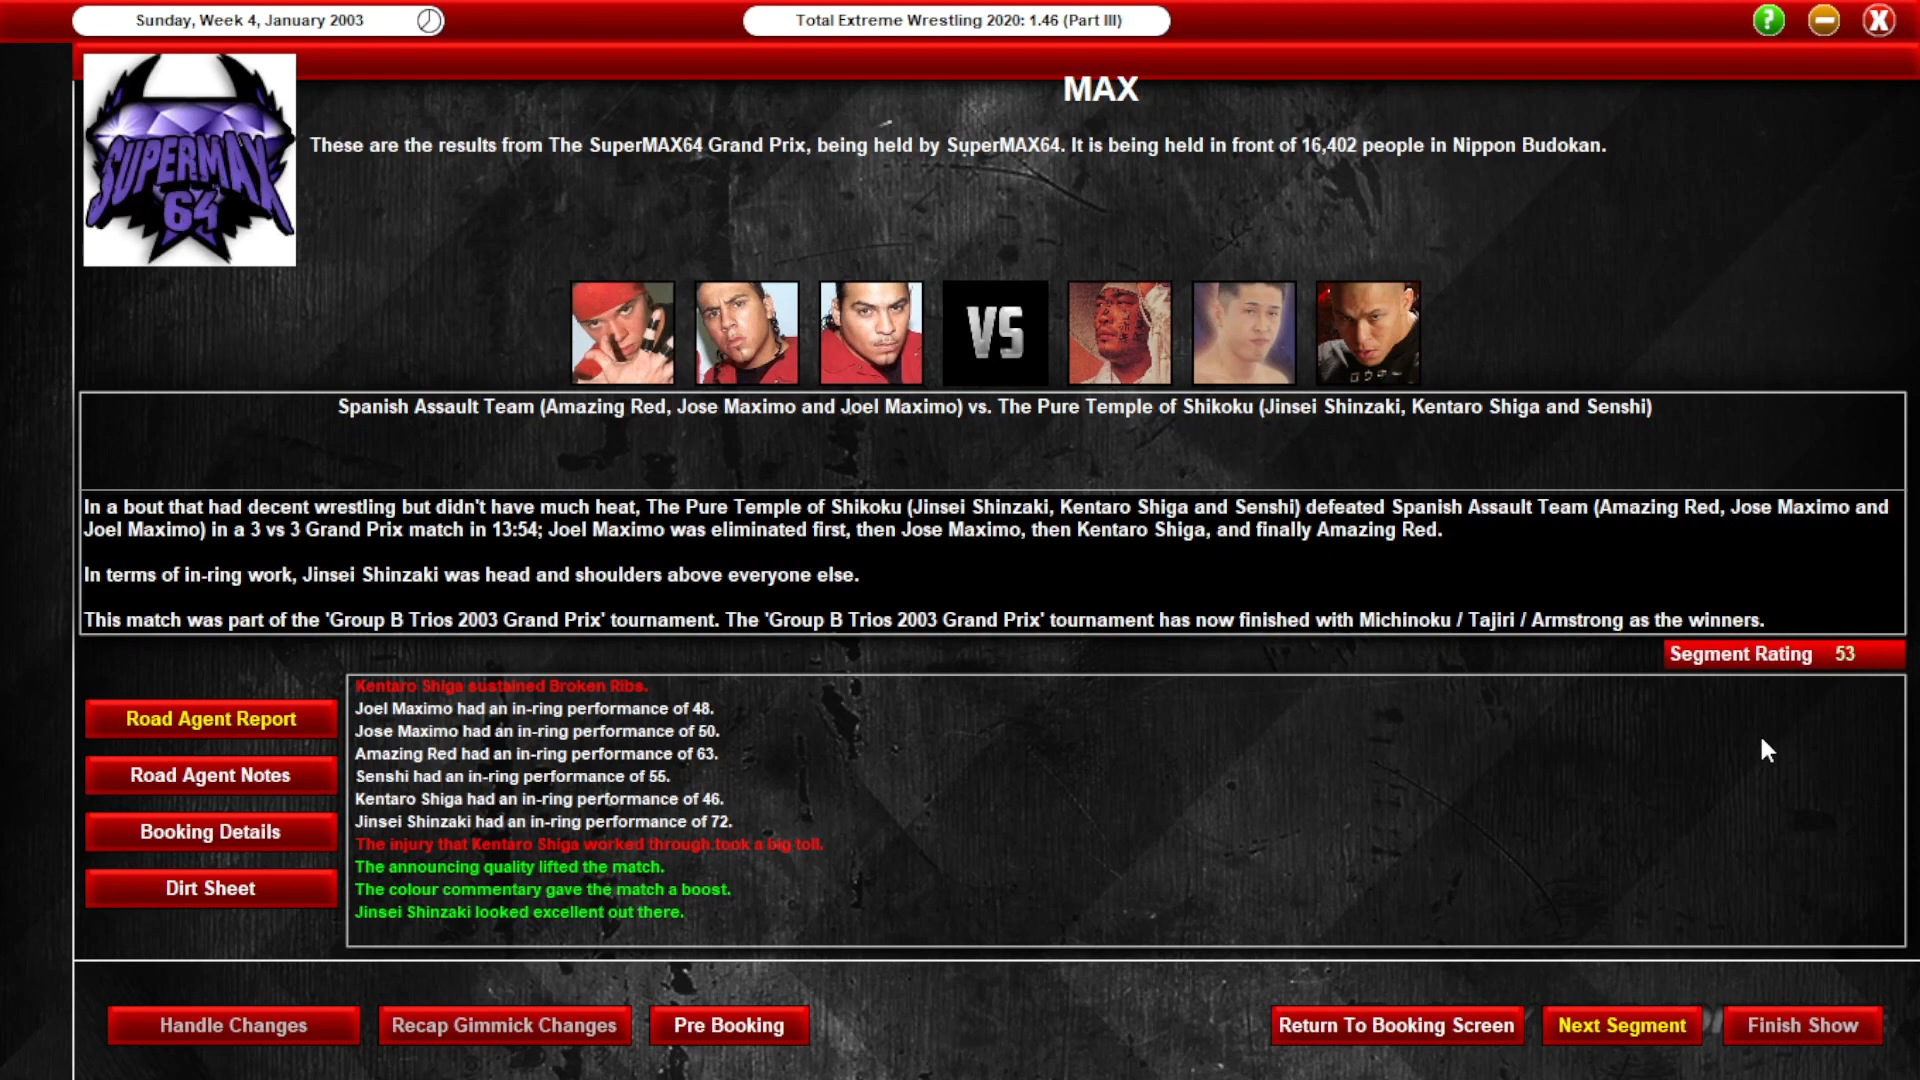 Sunday, Week 4, January 2003
Total Extreme Wrestling 2020: 1.46 (Part III)
?
X
SUPERMAX
64
MAX
These are the results from The SuperMAX64 Grand Prix, being held by SuperMAX64. It is being held in front of 16,402 people in Nippon Budokan.
VS
Spanish Assault Team (Amazing Red, Jose Maximo and Joel Maximo) vs. The Pure Temple of Shikoku (Jinsei Shinzaki, Kentaro Shiga and Senshi)
In a bout that had decent wrestling but didn't have much heat, The Pure Temple of Shikoku (Jinsei Shinzaki, Kentaro Shiga and Senshi) defeated Spanish Assault Team (Amazing Red, Jose Maximo and
Joel Maximo) in a 3 vs 3 Grand Prix match in 13:54; Joel Maximo was eliminated first, then Jose Maximo, then Kentaro Shiga, and finally Amazing Red.
In terms of in-ring work, Jinsei Shinzaki was head and shoulders above everyone else.
This match was part of the 'Group B Trios 2003 Grand Prix' tournament. The 'Group B Trios 2003 Grand Prix' tournament has now finished with Michinoku / Tajiri / Armstrong as the winners.
Segment Rating 53
Road Agent Report
Road Agent Notes
Booking Details
Dirt Sheet
Kentaro Shiga sustained Broken Ribs.
Joel Maximo had an in-ring performance of 48.
Jose Maximo had an in-ring performance of 50.
Amazing Red had an in-ring performance of 63.
Senshi had an in-ring performance of 55.
Kentaro Shiga had an in-ring performance of 46.
Jinsei Shinzaki had an in-ring performance of 72.
The injury that Kentaro Shiga worked through took a big toll.
The announcing quality lifted the match.
The colour commentary gave the match a boost.
Jinsei Shinzaki looked excellent out there.
Handle Changes
Recap Gimmick Changes
Pre Booking
Return To Booking Screen
Next Segment
Finish Show